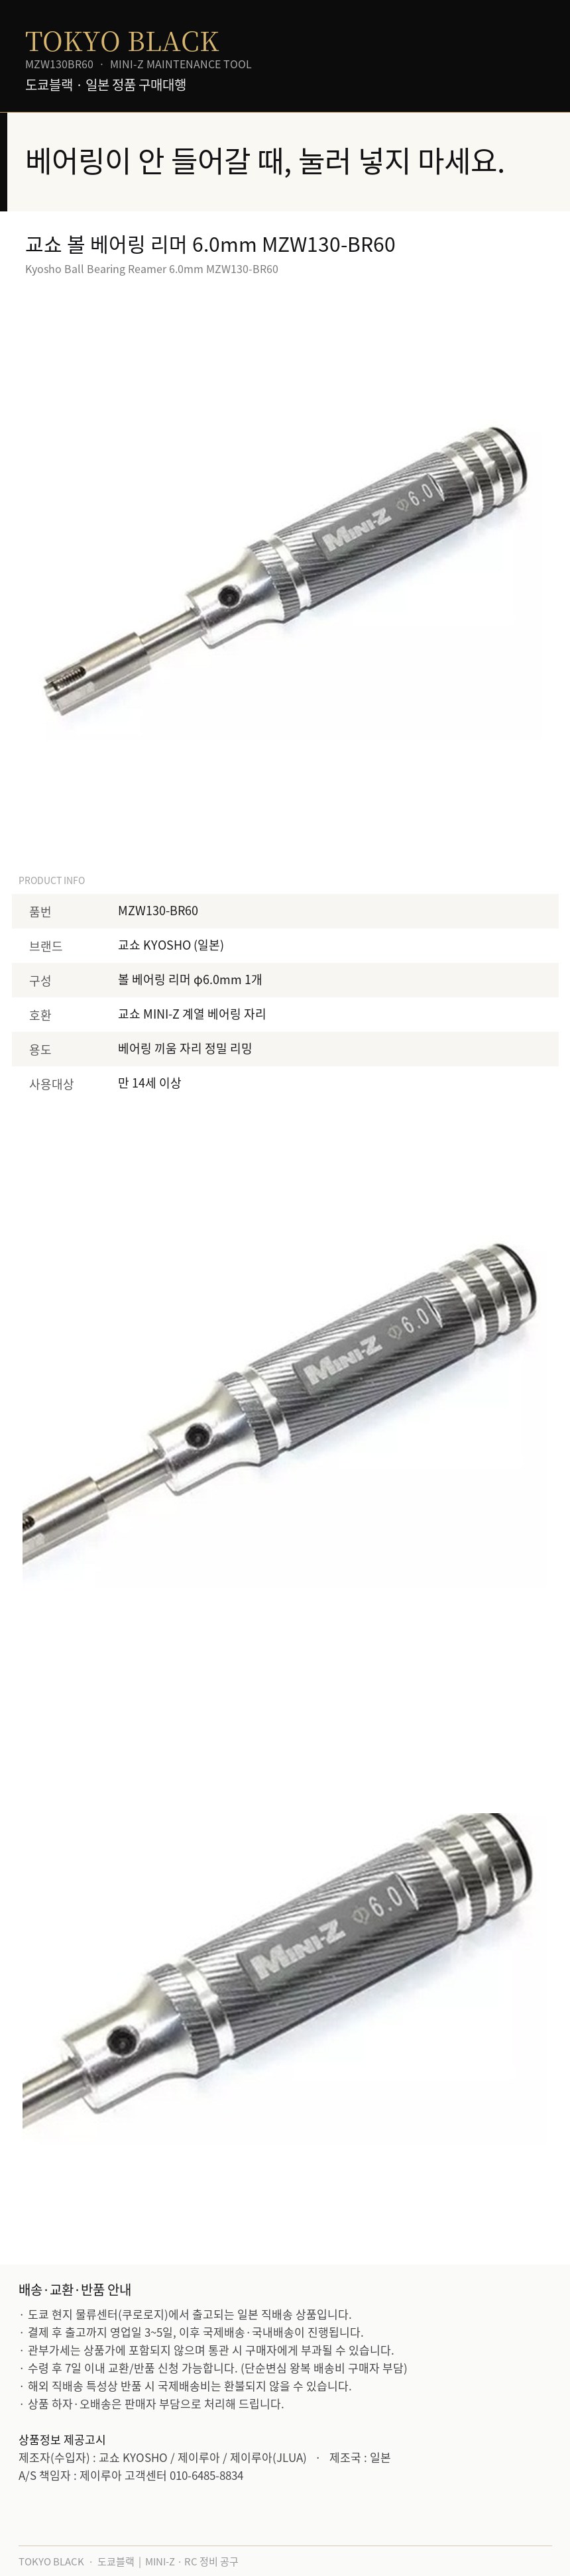 TOKYO BLACK
MZW130BR60 · MINI-Z MAINTENANCE TOOL
도쿄블랙 · 일본 정품 구매대행
베어링이 안 들어갈 때, 눌러 넣지 마세요.
교쇼 볼 베어링 리머 6.0mm MZW130-BR60
Kyosho Ball Bearing Reamer 6.0mm MZW130-BR60
MINI-Z Φ6.0
PRODUCT INFO
품번 MZW130-BR60
브랜드 교쇼 KYOSHO (일본)
구성 볼 베어링 리머 φ6.0mm 1개
호환 교쇼 MINI-Z 계열 베어링 자리
용도 베어링 끼움 자리 정밀 리밍
사용대상 만 14세 이상
MINI-Z Φ6.0
MINI-Z Φ6.0
배송·교환·반품 안내
· 도쿄 현지 물류센터(쿠로로지)에서 출고되는 일본 직배송 상품입니다.
· 결제 후 출고까지 영업일 3~5일, 이후 국제배송·국내배송이 진행됩니다.
· 관부가세는 상품가에 포함되지 않으며 통관 시 구매자에게 부과될 수 있습니다.
· 수령 후 7일 이내 교환/반품 신청 가능합니다. (단순변심 왕복 배송비 구매자 부담)
· 해외 직배송 특성상 반품 시 국제배송비는 환불되지 않을 수 있습니다.
· 상품 하자·오배송은 판매자 부담으로 처리해 드립니다.
상품정보 제공고시
제조자(수입자) : 교쇼 KYOSHO / 제이루아 / 제이루아(JLUA) · 제조국 : 일본
A/S 책임자 : 제이루아 고객센터 010-6485-8834
TOKYO BLACK · 도쿄블랙 | MINI-Z · RC 정비 공구